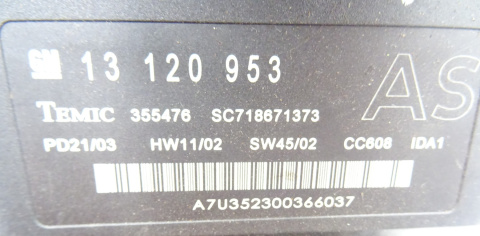 GM 13 120 953
AS
TEMIC 355476 SC718671373
PD21/03 HW11/02 SW45/02 CC608 IDA1
A7U352300366037